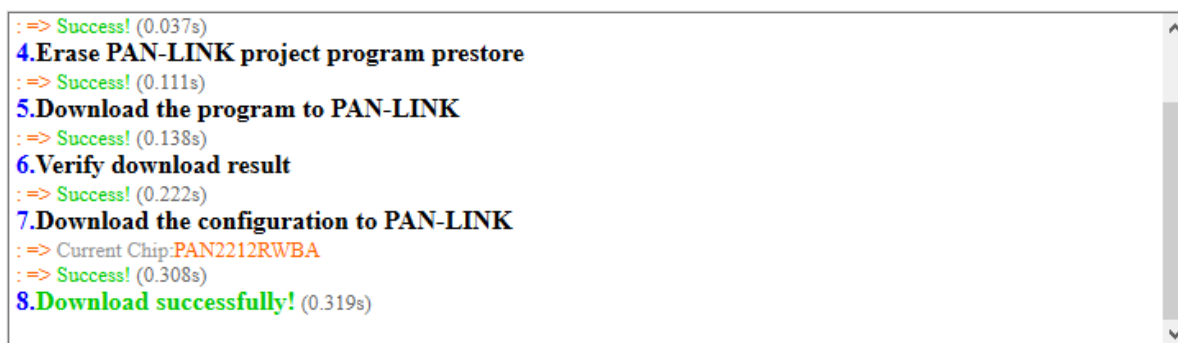 : => Success! (0.037s)
4.Erase PAN-LINK project program prestore
: => Success! (0.111s)
5.Download the program to PAN-LINK
: => Success! (0.138s)
6.Verify download result
: => Success! (0.222s)
7.Download the configuration to PAN-LINK
: => Current Chip:PAN2212RWBA
: => Success! (0.308s)
8.Download successfully! (0.319s)